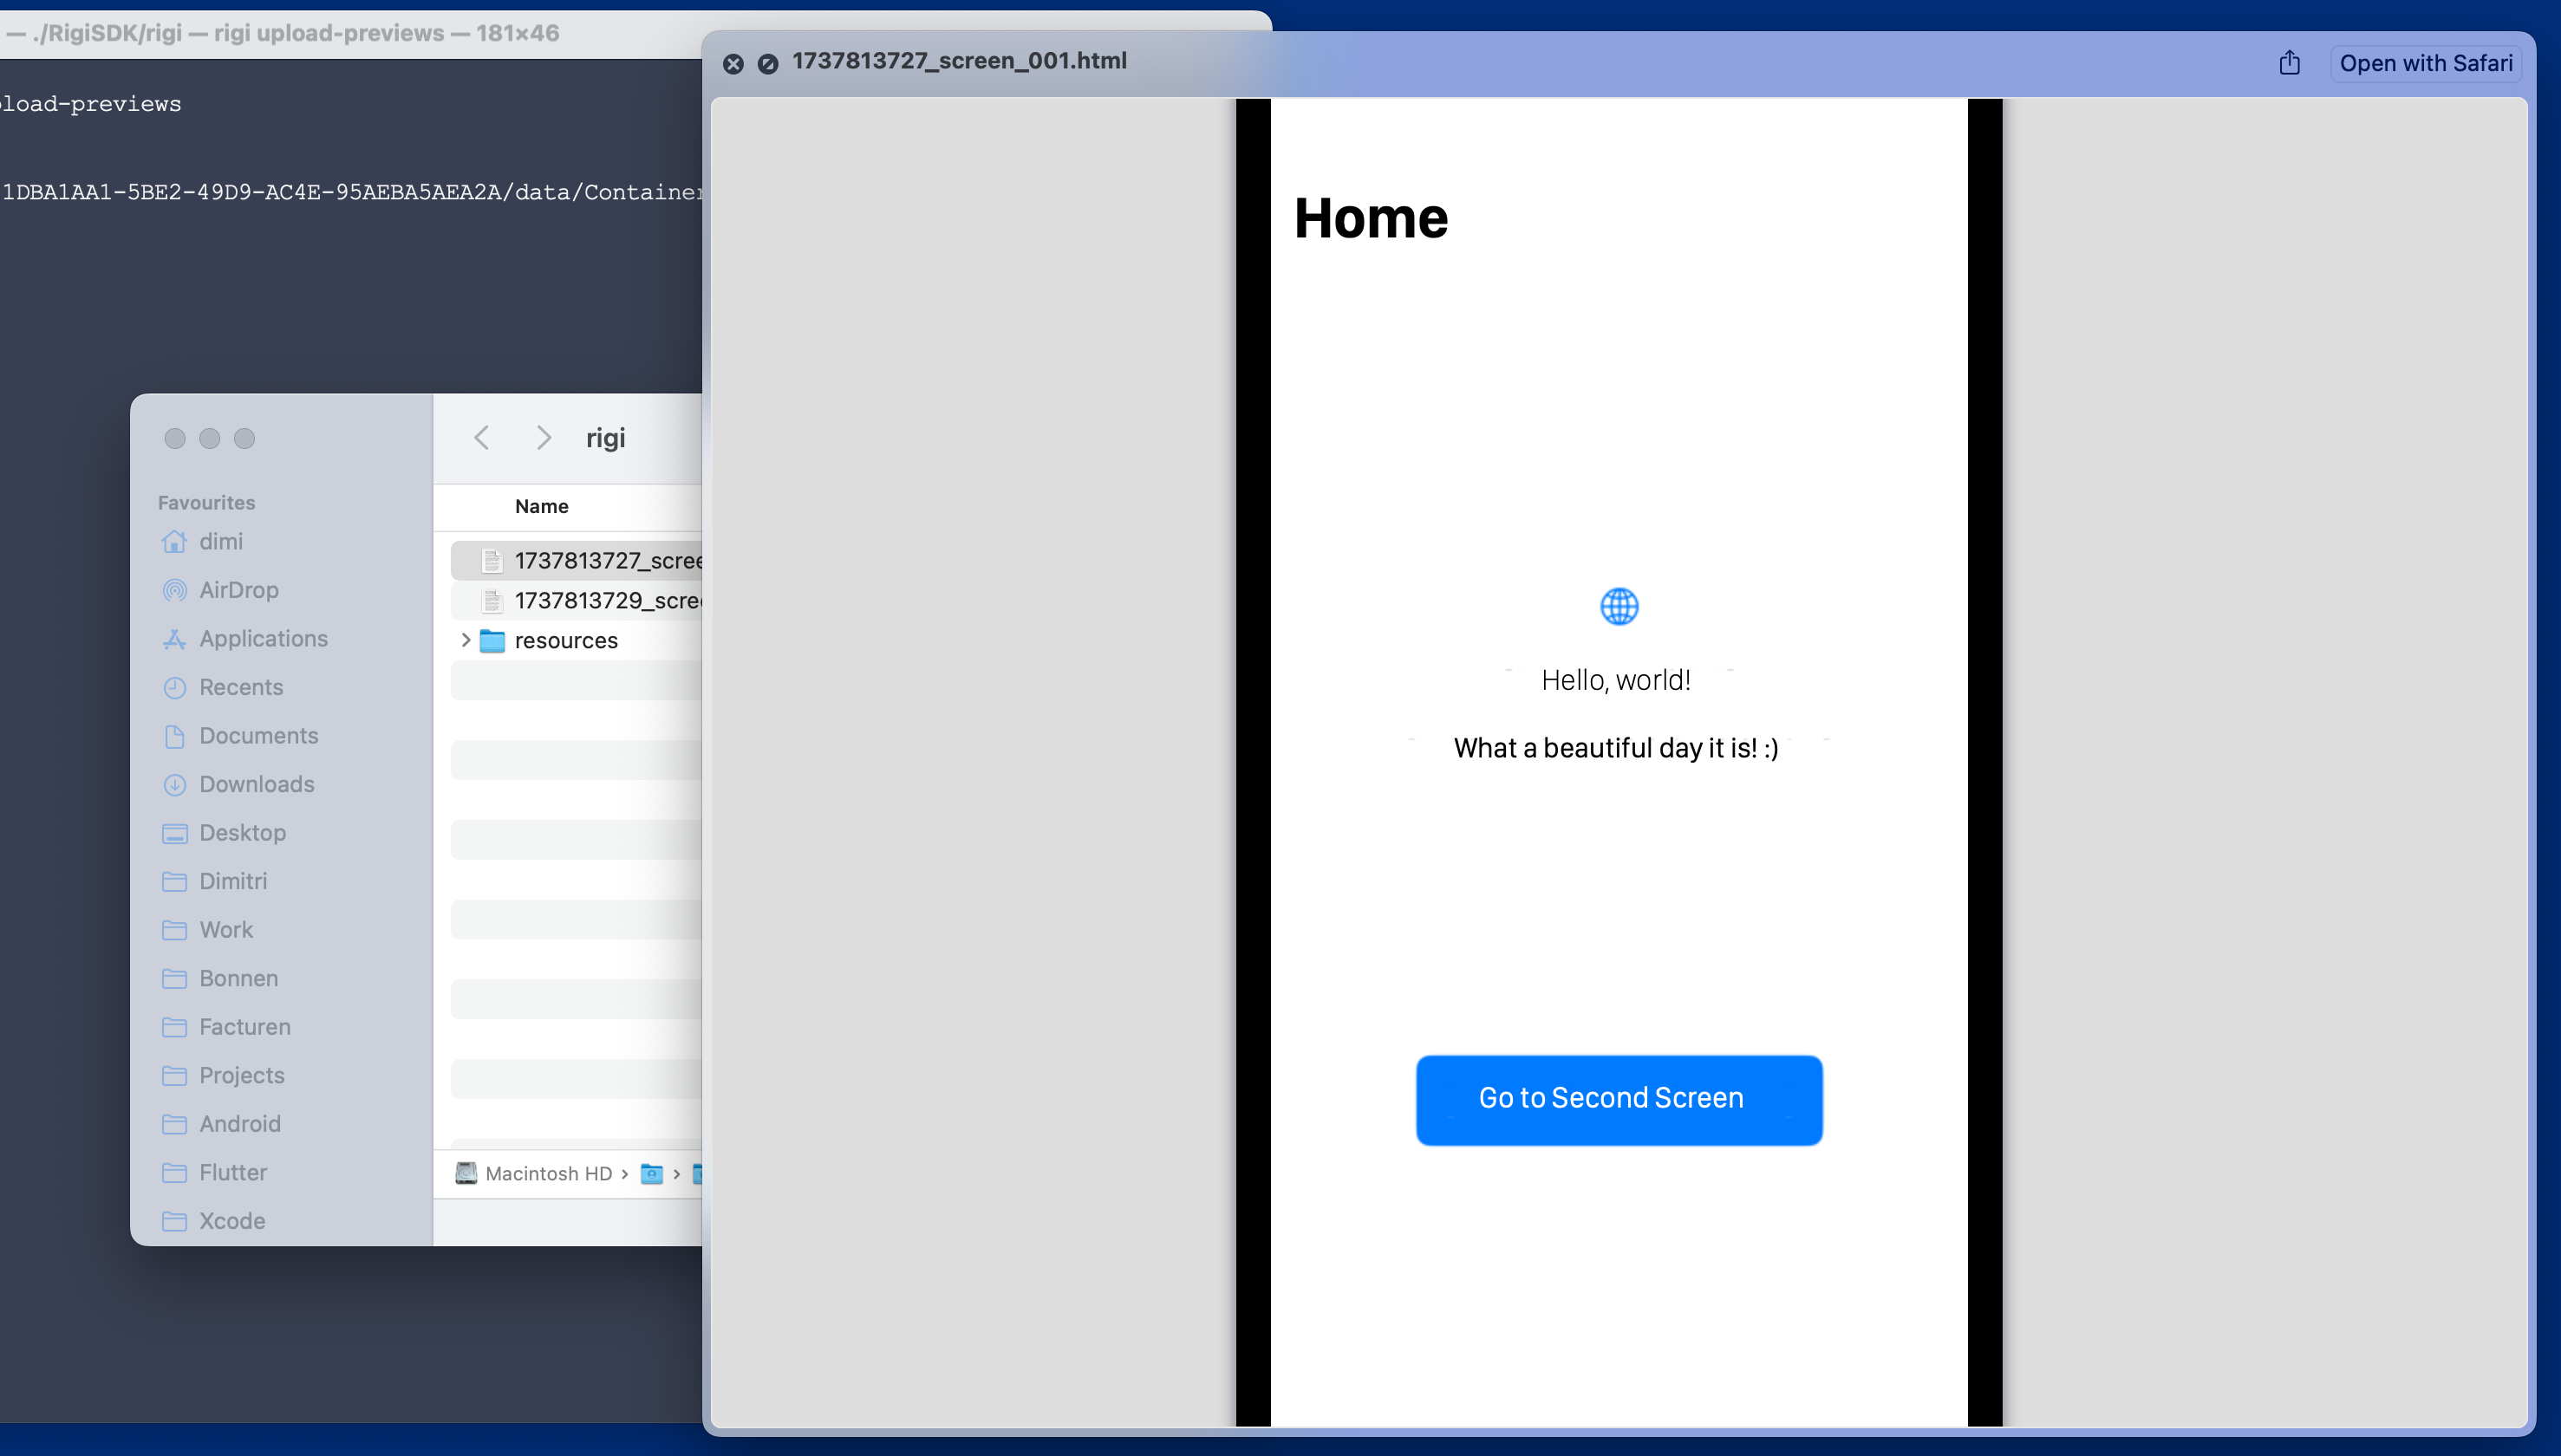 — ./RigiSDK/rigi — rigi upload-previews — 181×46
load-previews
1DBA1AA1-5BE2-49D9-AC4E-95AEBA5AEA2A/data/Container
rigi
Favourites
dimi
AirDrop
Applications
Recents
Documents
Downloads
Desktop
Dimitri
Work
Bonnen
Facturen
Projects
Android
Flutter
Xcode
Name
1737813727_scree
1737813729_scre
resources
Macintosh HD
1737813727_screen_001.html
Open with Safari
Home
Hello, world!
What a beautiful day it is! :)
Go to Second Screen